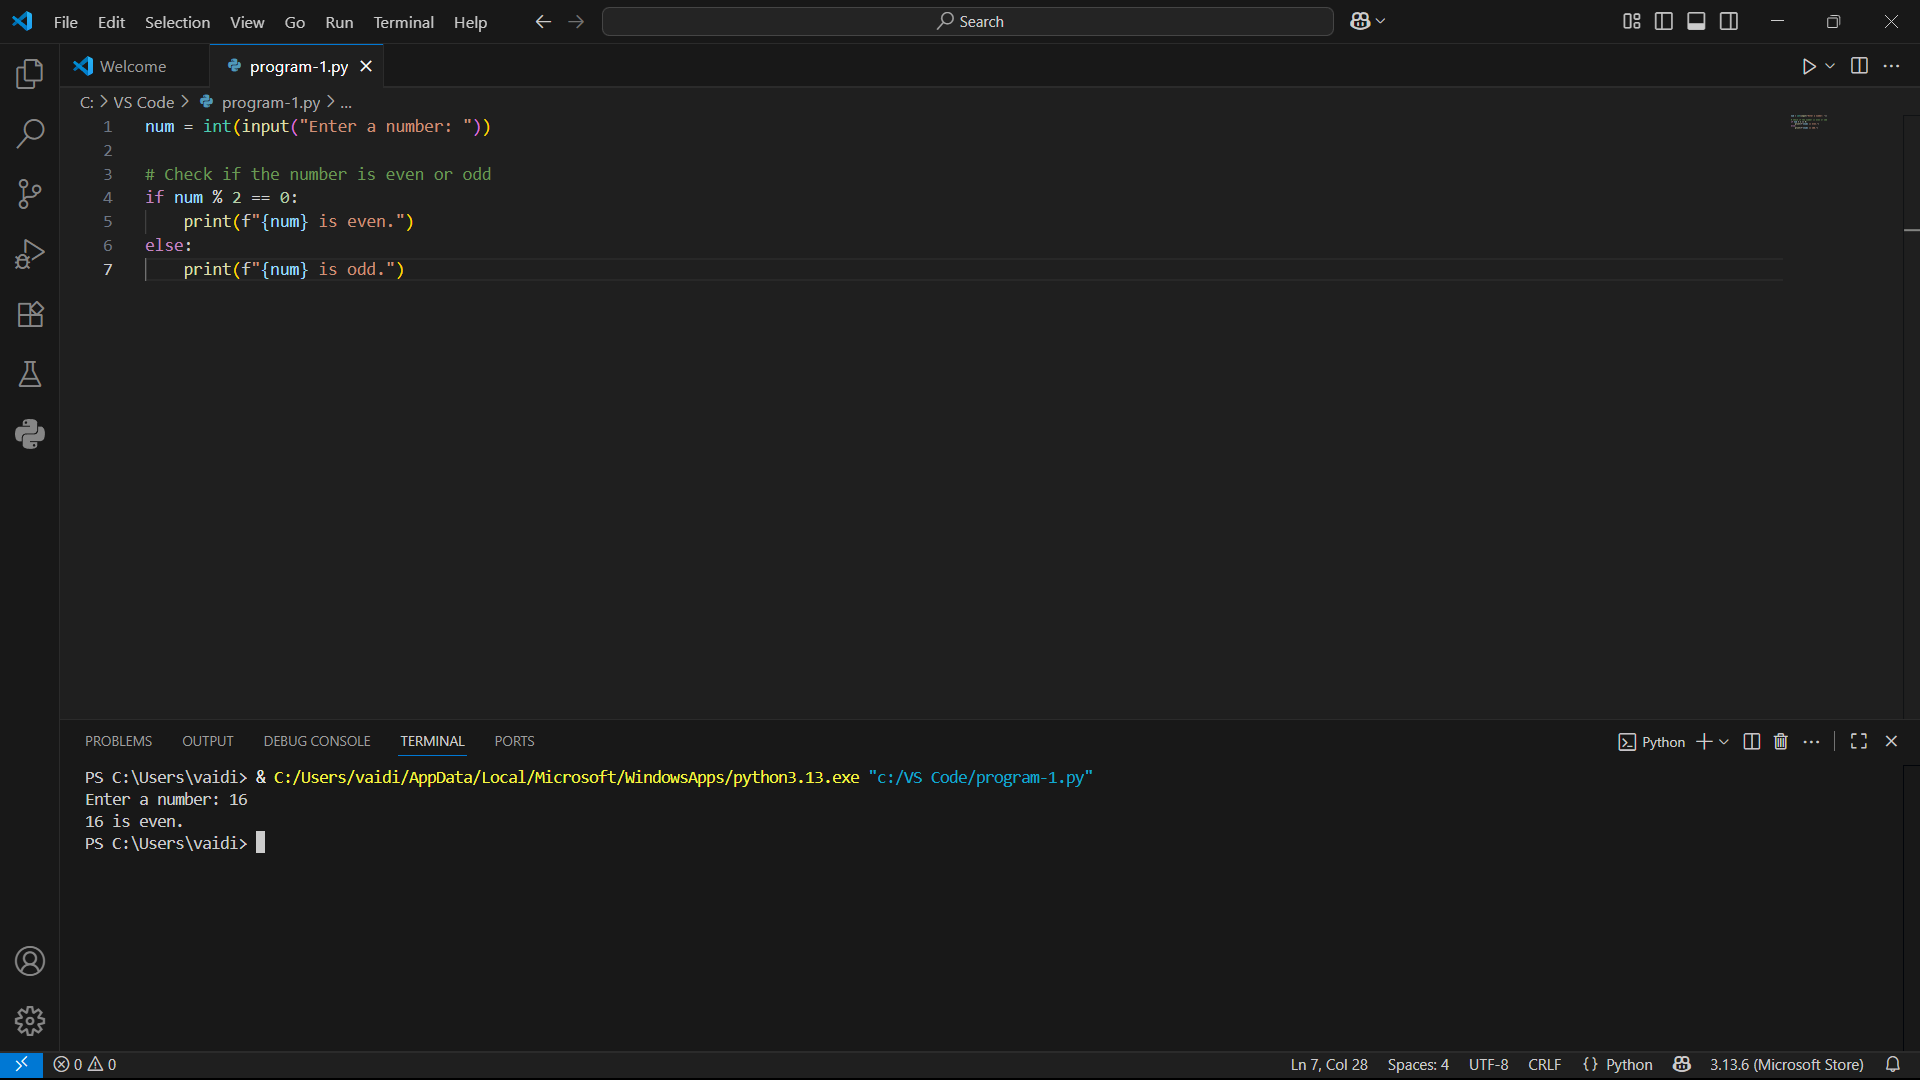 File Edit Selection View Go Run Terminal Help Search
Welcome program-1.py
C: > VS Code > program-1.py > ...
1 num = int(input("Enter a number: "))
2
3 # Check if the number is even or odd
4 if num % 2 == 0:
5 print(f"{num} is even.")
6 else:
7 print(f"{num} is odd.")
PROBLEMS OUTPUT DEBUG CONSOLE TERMINAL PORTS Python
PS C:\Users\vaidi> & C:/Users/vaidi/AppData/Local/Microsoft/WindowsApps/python3.13.exe "c:/VS Code/program-1.py"
Enter a number: 16
16 is even.
PS C:\Users\vaidi>
0 0 Ln 7, Col 28 Spaces: 4 UTF-8 CRLF {} Python 3.13.6 (Microsoft Store)